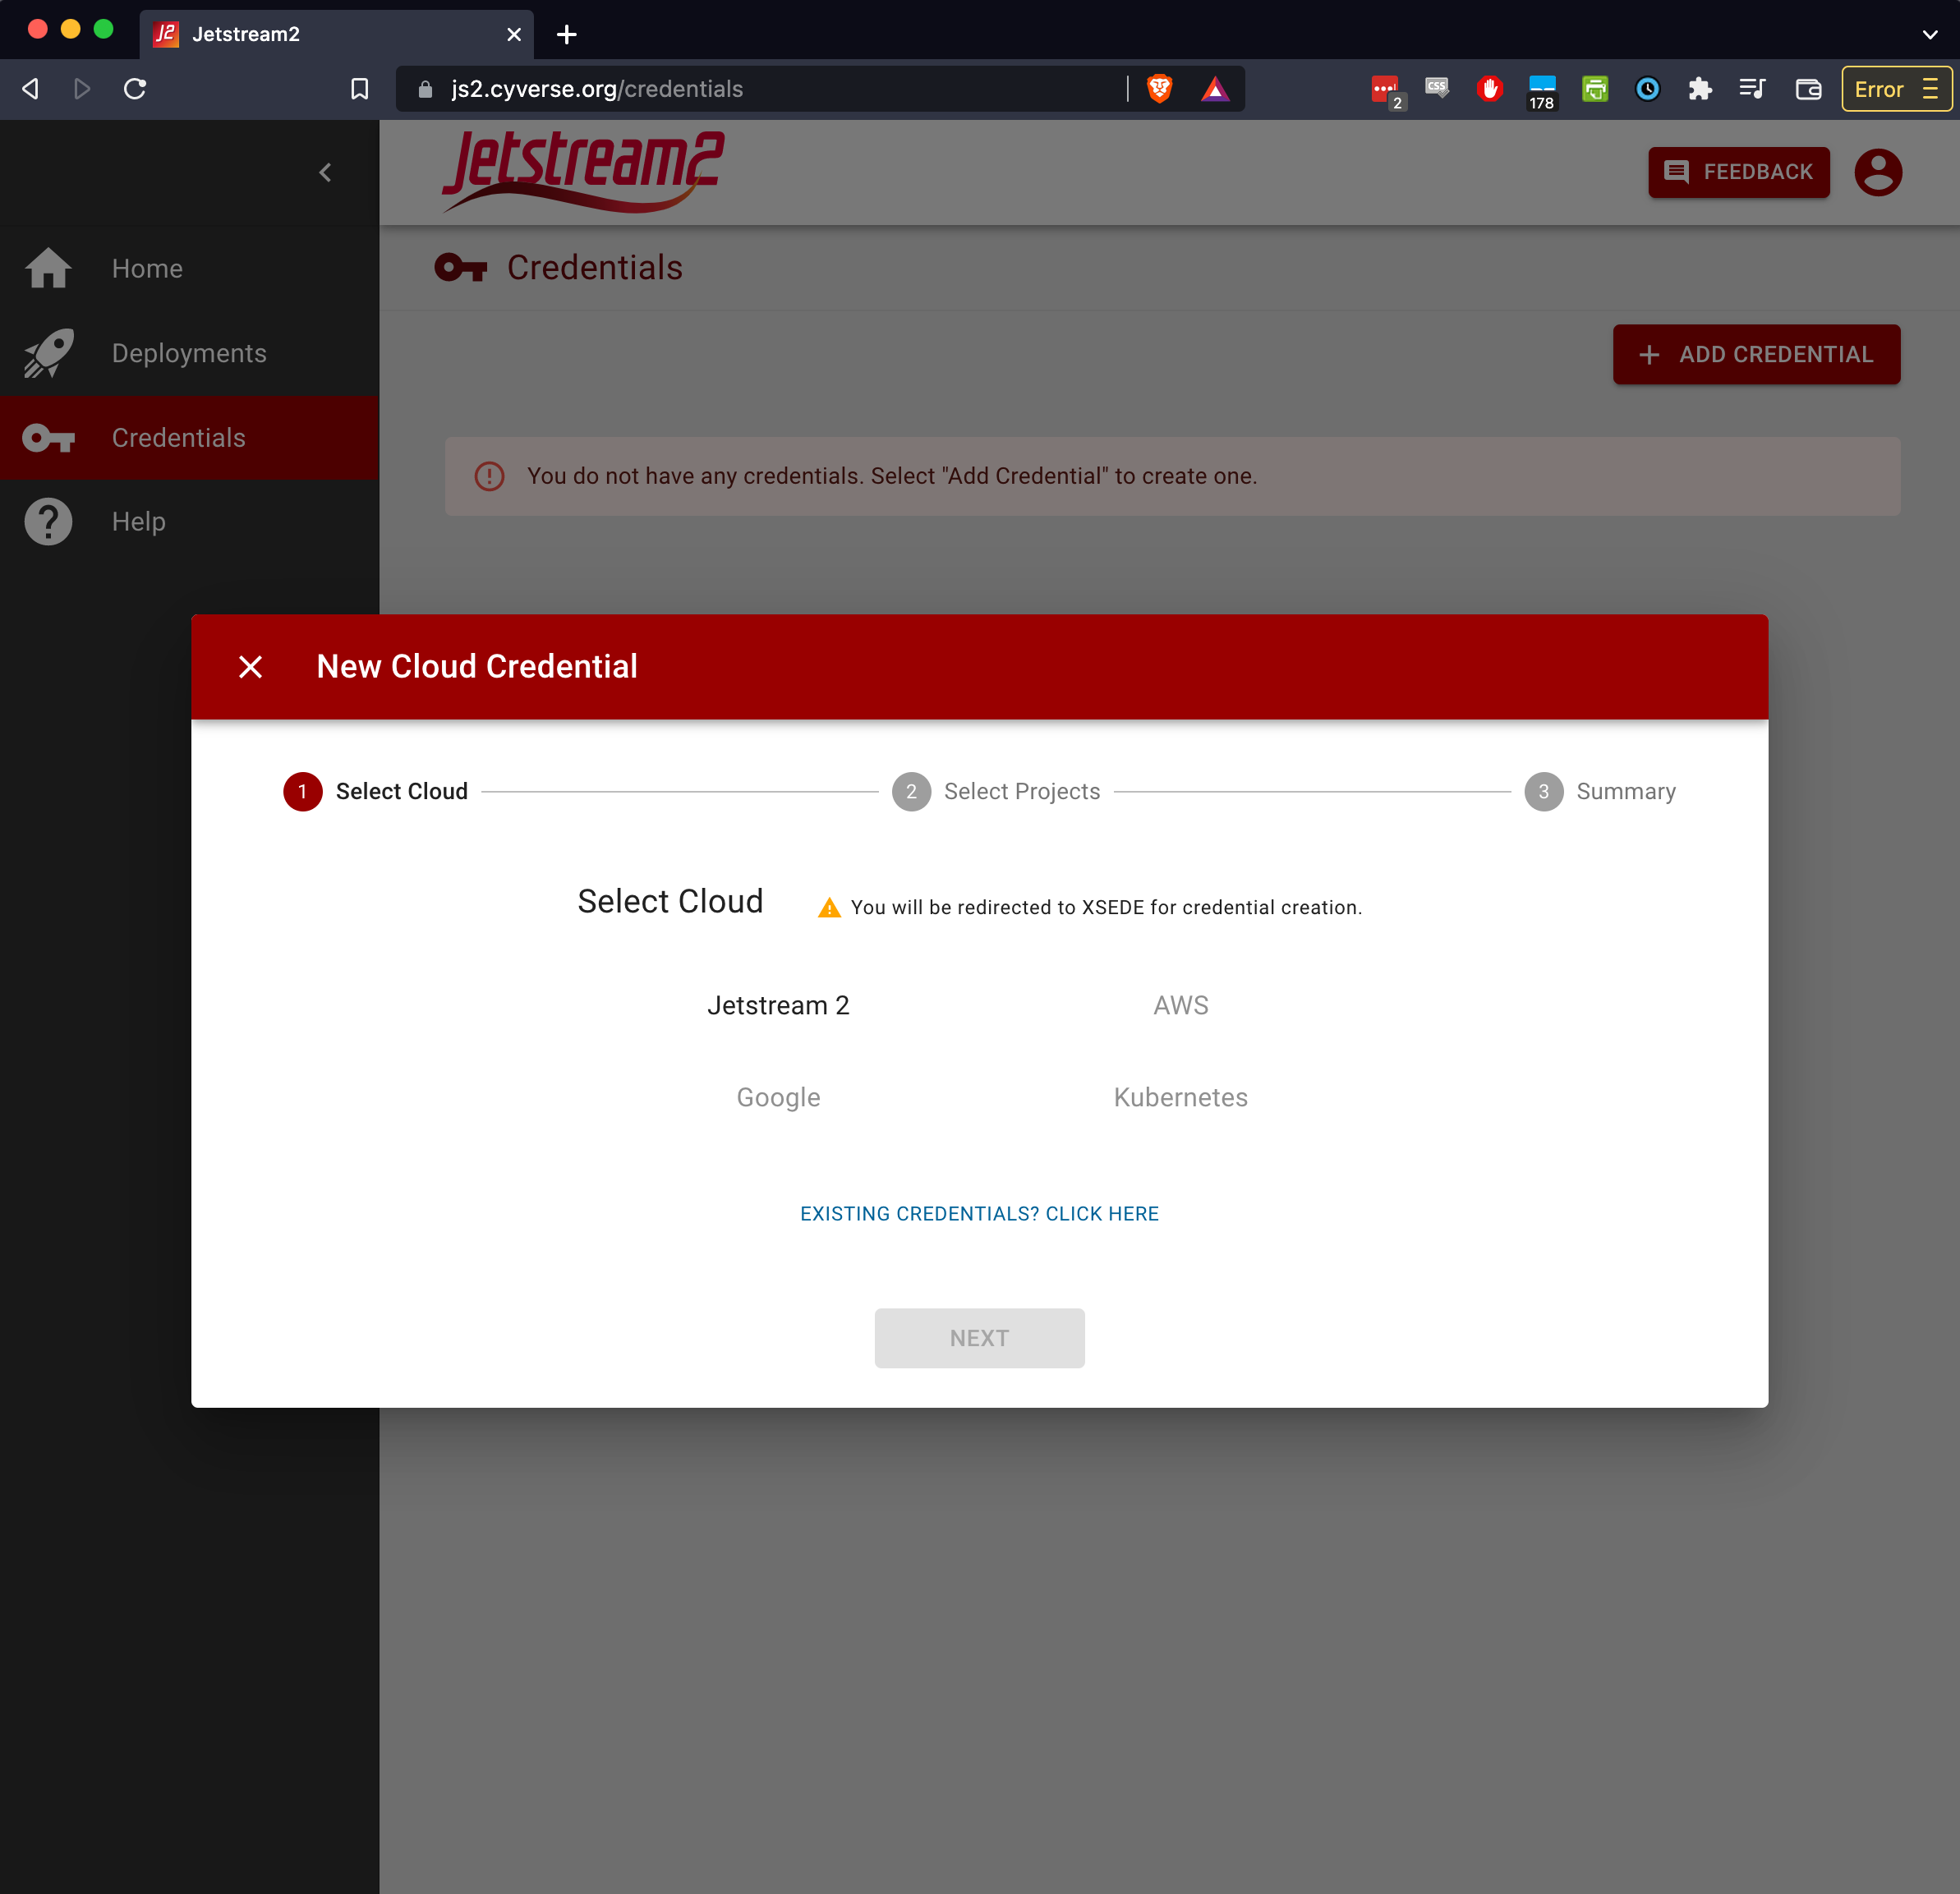 J2 Jetstream2
js2.cyverse.org/credentials
2
CSS
178
Error
Jetstream2
FEEDBACK
Home
Credentials
Deployments
+ ADD CREDENTIAL
Credentials
You do not have any credentials. Select "Add Credential" to create one.
Help
New Cloud Credential
1 Select Cloud
2 Select Projects
3 Summary
Select Cloud
You will be redirected to XSEDE for credential creation.
Jetstream 2
AWS
Google
Kubernetes
EXISTING CREDENTIALS? CLICK HERE
NEXT